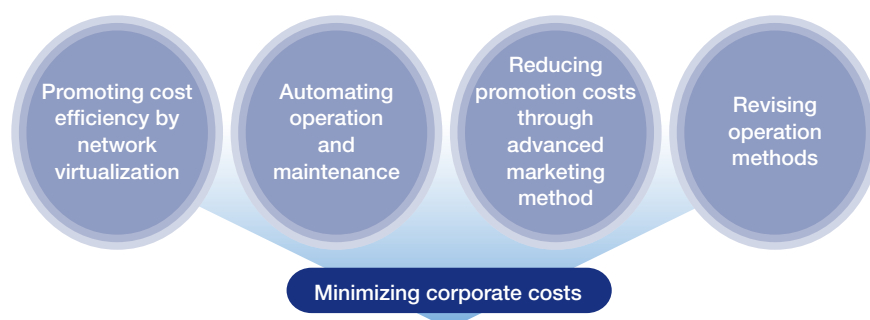 Promoting cost
efficiency by
network
virtualization
Automating
operation
and
maintenance
Reducing
promotion costs
through
advanced
marketing
method
Revising
operation
methods
Minimizing corporate costs